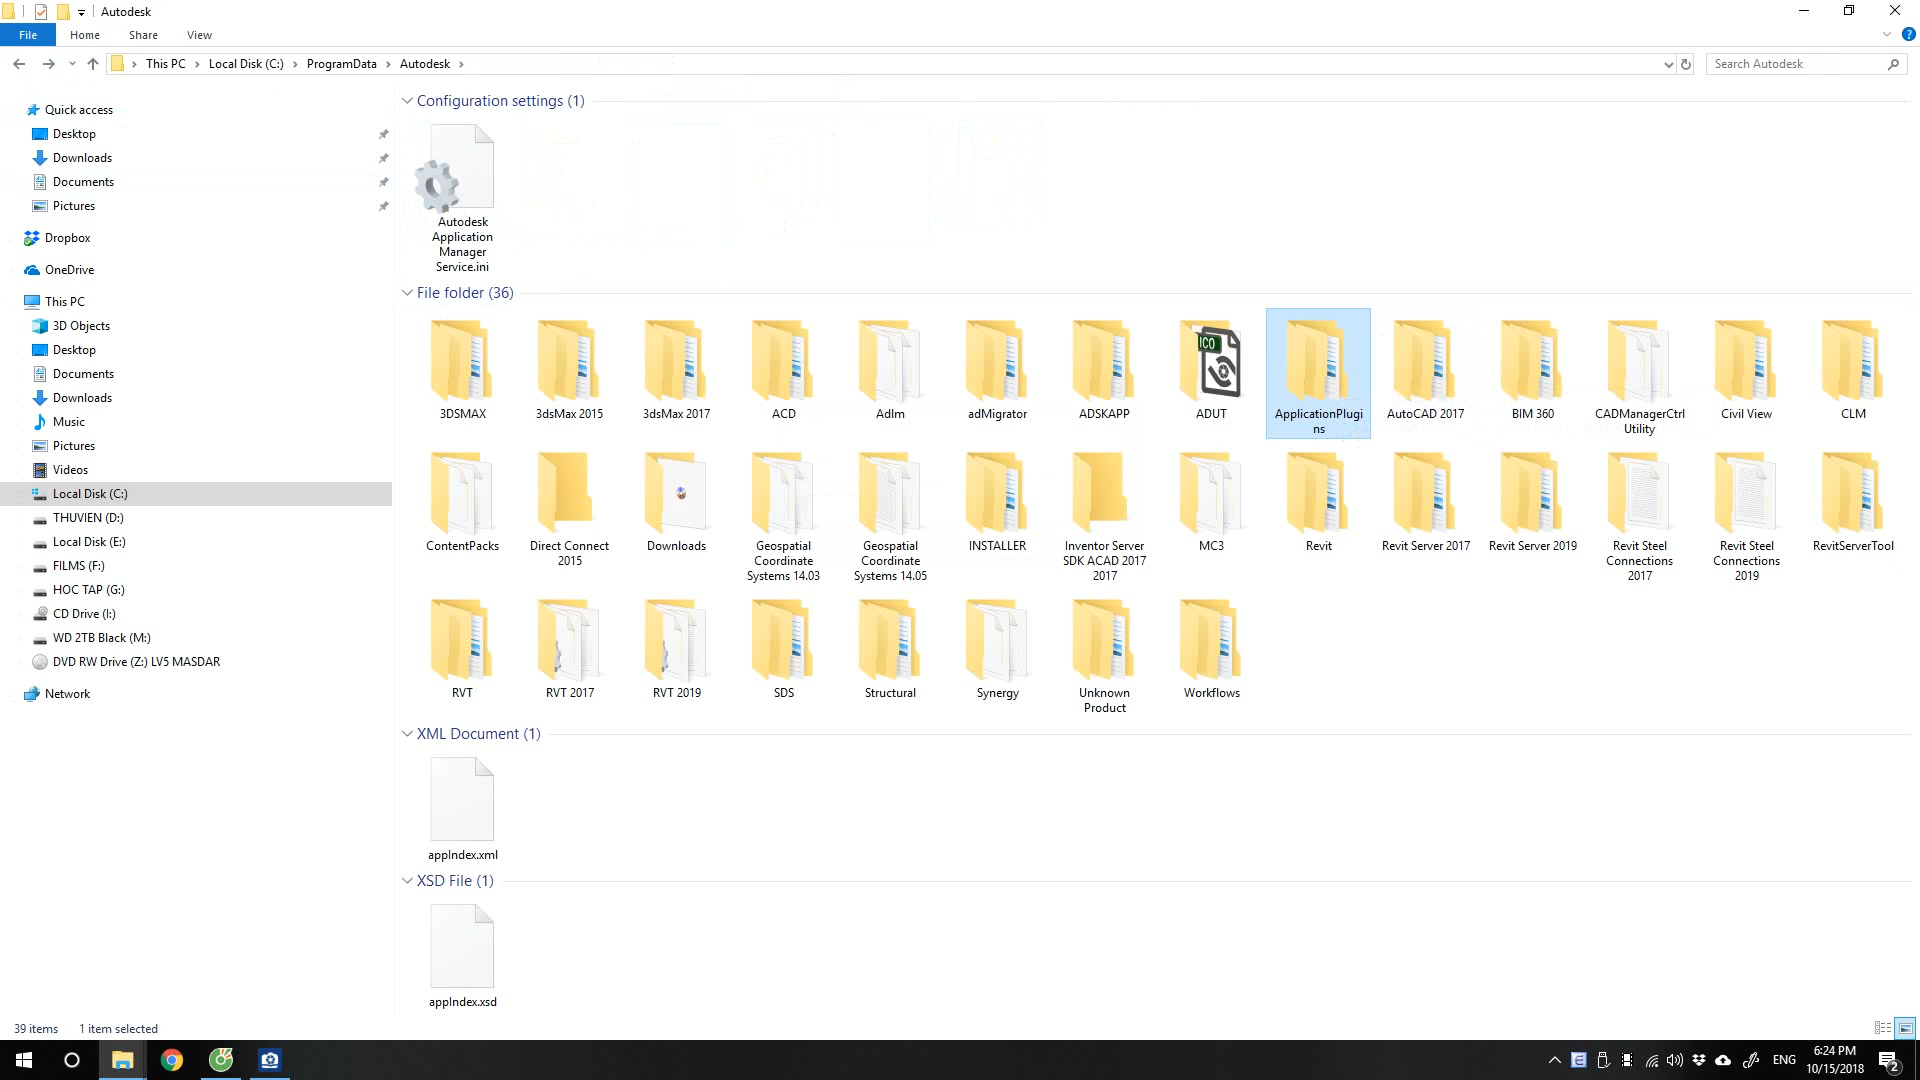 Autodesk
File Home Share View
This PC Local Disk (C:) ProgramData Autodesk
Search Autodesk
Quick access
Desktop
Downloads
Documents
Pictures
Dropbox
OneDrive
This PC
3D Objects
Desktop
Documents
Downloads
Music
Pictures
Videos
Local Disk (C:)
THUVIEN (D:)
Local Disk (E:)
FILMS (F:)
HOC TAP (G:)
CD Drive (I:)
WD 2TB Black (M:)
DVD RW Drive (Z:) LV5 MASDAR
Network
Configuration settings (1)
Autodesk
Application
Manager
Service.ini
File folder (36)
3DSMAX
3dsMax 2015
3dsMax 2017
ACD
Adlm
adMigrator
ADSKAPP
ICO
ADUT
ApplicationPlugi
ns
AutoCAD 2017
BIM 360
CADManagerCtrl
Utility
Civil View
CLM
ContentPacks
Direct Connect
2015
Downloads
Geospatial
Coordinate
Systems 14.03
Geospatial
Coordinate
Systems 14.05
INSTALLER
Inventor Server
SDK ACAD 2017
2017
MC3
Revit
Revit Server 2017
Revit Server 2019
Revit Steel
Connections
2017
Revit Steel
Connections
2019
RevitServerTool
RVT
RVT 2017
RVT 2019
SDS
Structural
Synergy
Unknown
Product
Workflows
XML Document (1)
appIndex.xml
XSD File (1)
appIndex.xsd
39 items 1 item selected
ENG
6:24 PM
10/15/2018
2